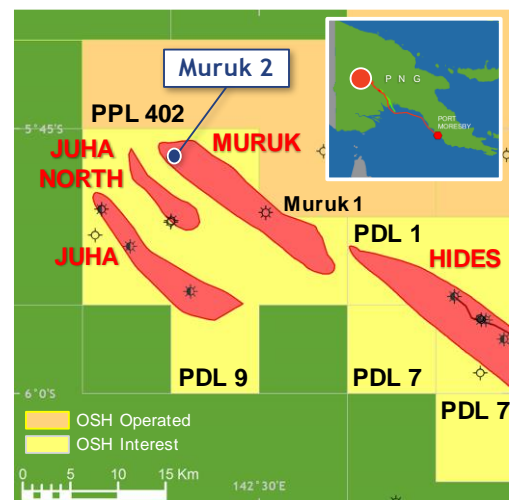 Muruk 2
P N G
PORT
MORESBY
PPL 402
5°45'S
JUHA
NORTH
MURUK
Muruk 1
PDL 1
JUHA
HIDES
PDL 9
PDL 7
6°0'S
PDL 7
OSH Operated
OSH Interest
0 5 10 15 Km
142°30'E